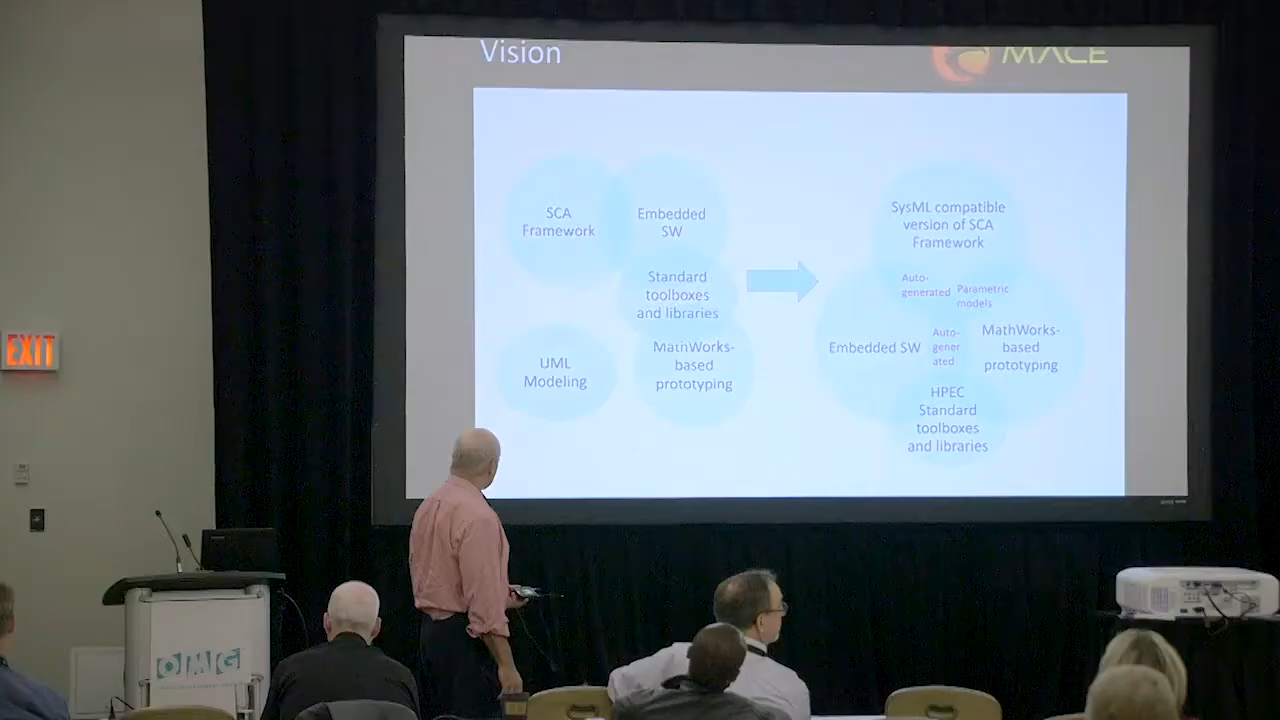 Vision
MACE
SCA
Framework
Embedded
SW
Standard
toolboxes
and libraries
UML
Modeling
MathWorks-
based
prototyping
SysML compatible
version of SCA
Framework
Auto-
generated
Parametric
models
Embedded SW
Auto-
gener
ated
MathWorks-
based
prototyping
HPEC
Standard
toolboxes
and libraries
EXIT
OMG